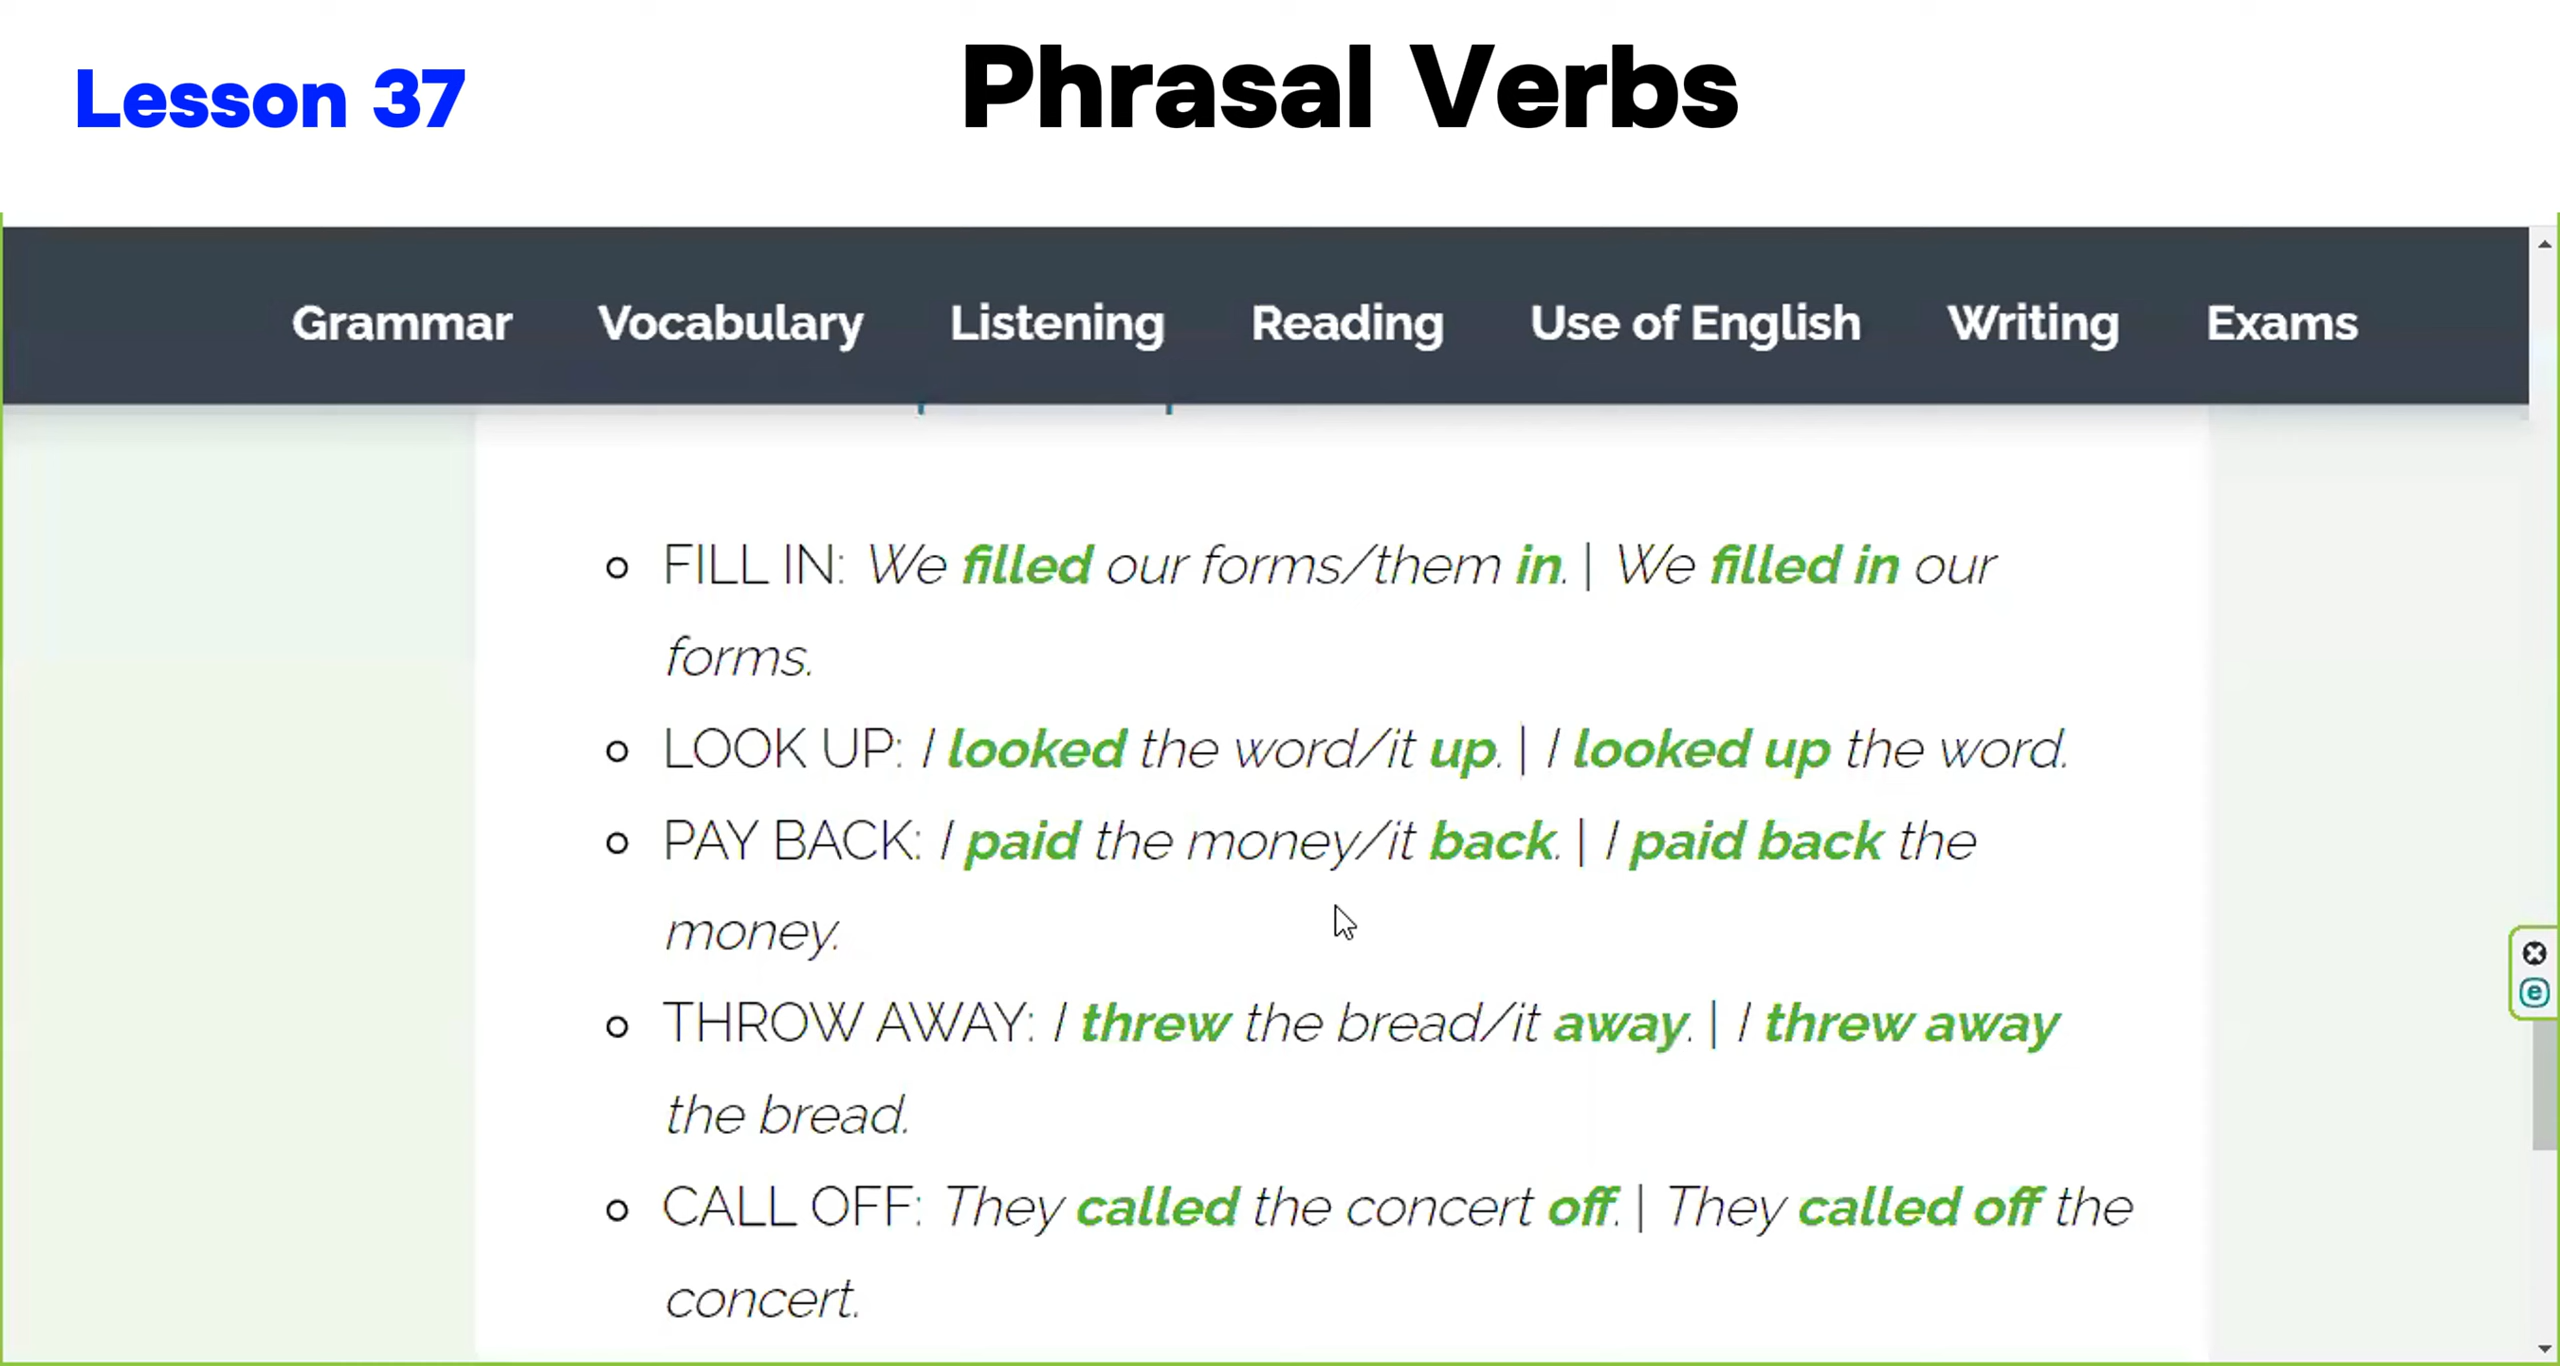 Lesson 37
Phrasal Verbs
Grammar Vocabulary Listening Reading Use of English Writing Exams
FILL IN: We filled our forms/them in. | We filled in our
forms.
LOOK UP: I looked the word/it up. | I looked up the word.
PAY BACK: I paid the money/it back. | I paid back the
money.
THROW AWAY: I threw the bread/it away. | I threw away
the bread.
CALL OFF: They called the concert off. | They called off the
concert.
e